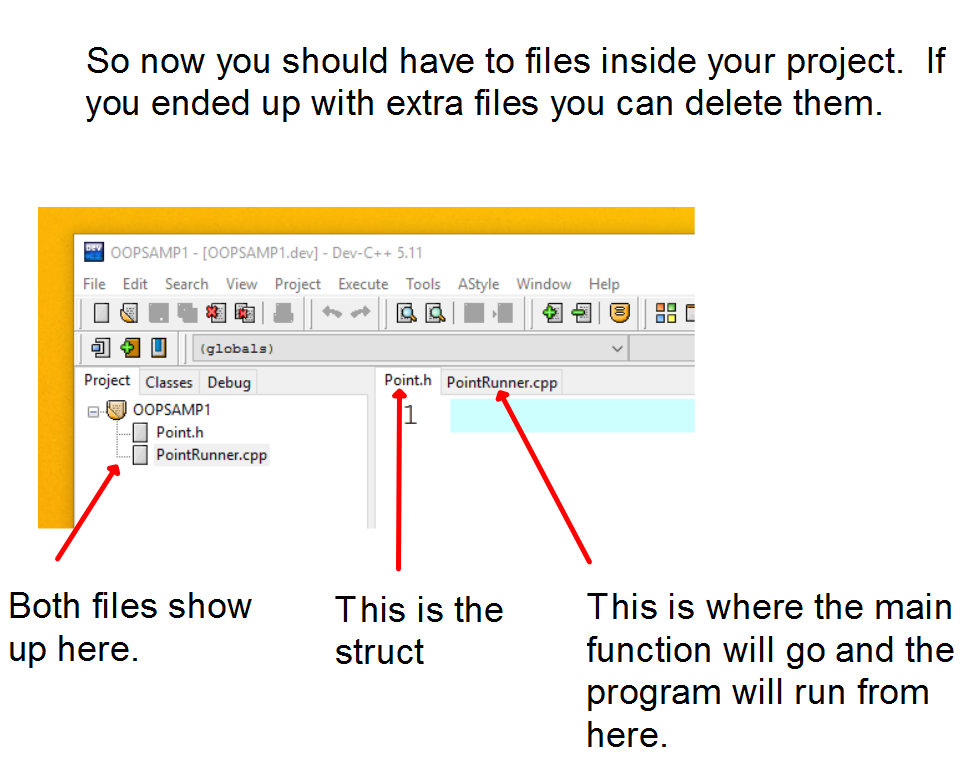 So now you should have to files inside your project.  If
you ended up with extra files you can delete them.
OOPSAMP1 - [OOPSAMP1.dev] - Dev-C++ 5.11
File Edit Search View Project Execute Tools AStyle Window Help
(globals)
Project Classes Debug
Point.h PointRunner.cpp
OOPSAMP1
1
Point.h
PointRunner.cpp
Both files show
up here.
This is the
struct
This is where the main
function will go and the
program will run from
here.